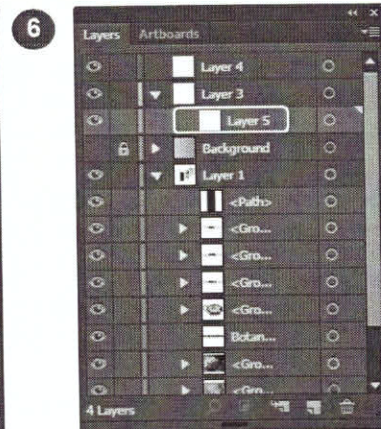 6
Layers Artboards
Layer 4
Layer 3
Layer 5
Background
Layer 1
<Path>
<Gro...
<Gro...
<Gro...
<Gro...
Botan...
<Gro...
<Gro...
4 Layers